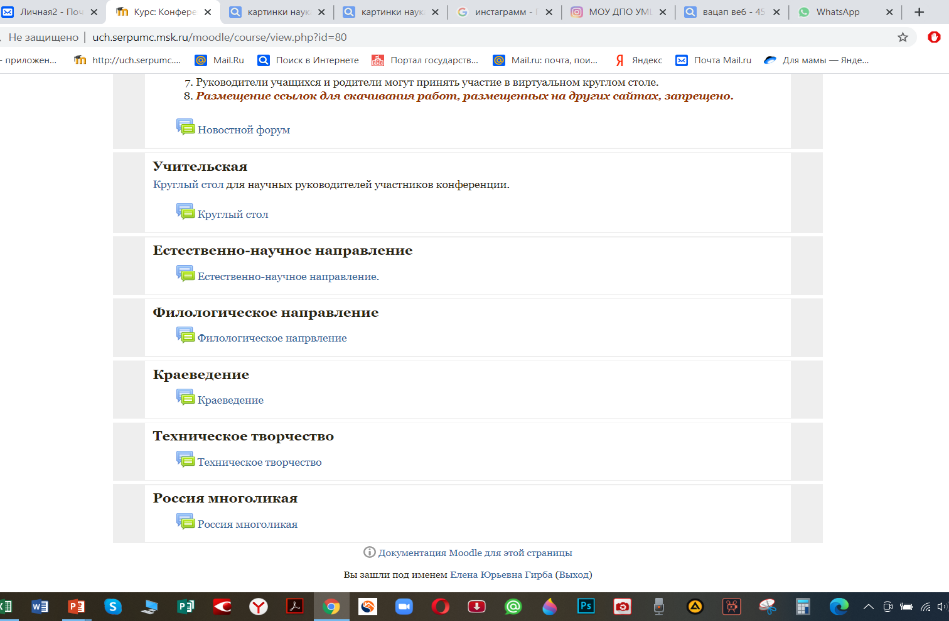 Личная2 - Поч
Курс: Конфере
картинки наук
картинки наук
инстаграмм - 
МОУ ДПО УМ
вацап веб - 45
WhatsApp
Не защищено | uch.serpumc.msk.ru/moodle/course/view.php?id=80
- приложен...
http://uch.serpumc....
Mail.Ru
Поиск в Интернете
Портал государств...
Mail.ru: почта, пои...
Яндекс
Почта Mail.ru
Для мамы — Яндe...
7. Руководители учащихся и родители могут принять участие в виртуальном круглом столе.
8. Размещение ссылок для скачивания работ, размещенных на других сайтах, запрещено.
Новостной форум
Учительская
Круглый стол для научных руководителей участников конференции.
Круглый стол
Естественно-научное направление
Естественно-научное направление.
Филологическое направление
Филологическое напрвление
Краеведение
Краеведение
Техническое творчество
Техническое творчество
Россия многоликая
Россия многоликая
Документация Moodle для этой страницы
Вы зашли под именем Елена Юрьевна Гирба (Выход)